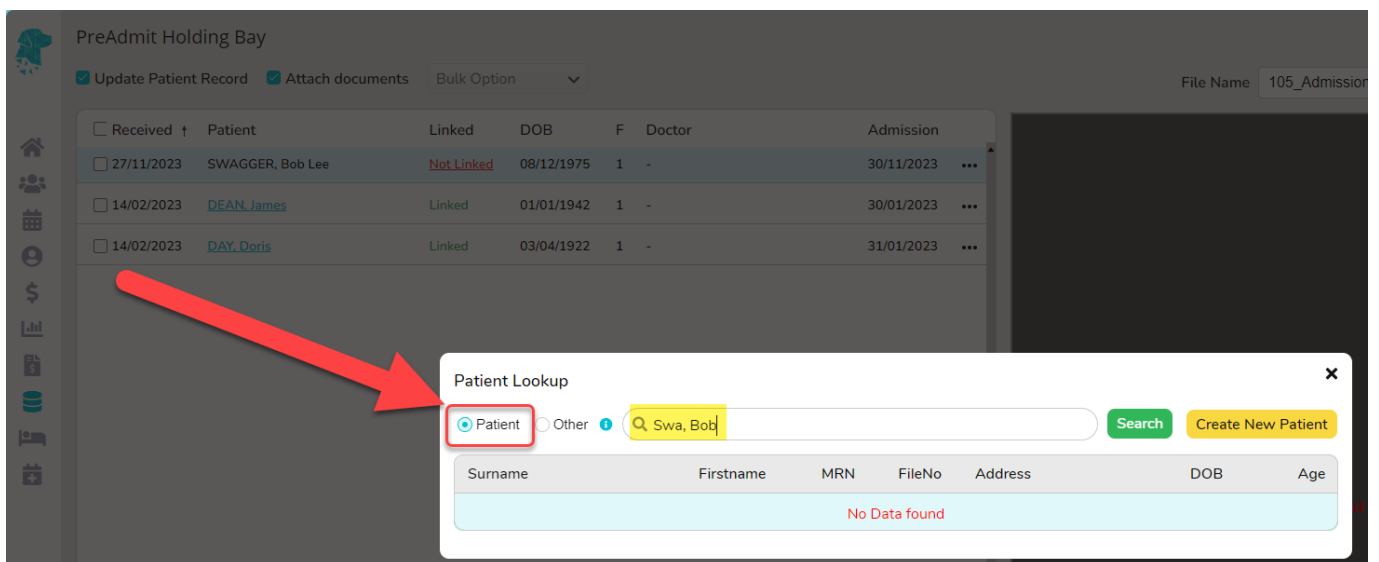 PreAdmit Holding Bay
Update Patient Record Attach documents Bulk Option
File Name 105_Admission
Received ↑ Patient Linked DOB F Doctor Admission
27/11/2023 SWAGGER, Bob Lee Not Linked 08/12/1975 1 - 30/11/2023 •••
14/02/2023 DEAN, James Linked 01/01/1942 1 - 30/01/2023 •••
14/02/2023 DAY, Doris Linked 03/04/1922 1 - 31/01/2023 •••
Patient Lookup
Patient Other Swa, Bob Search Create New Patient
Surname Firstname MRN FileNo Address DOB Age
No Data found